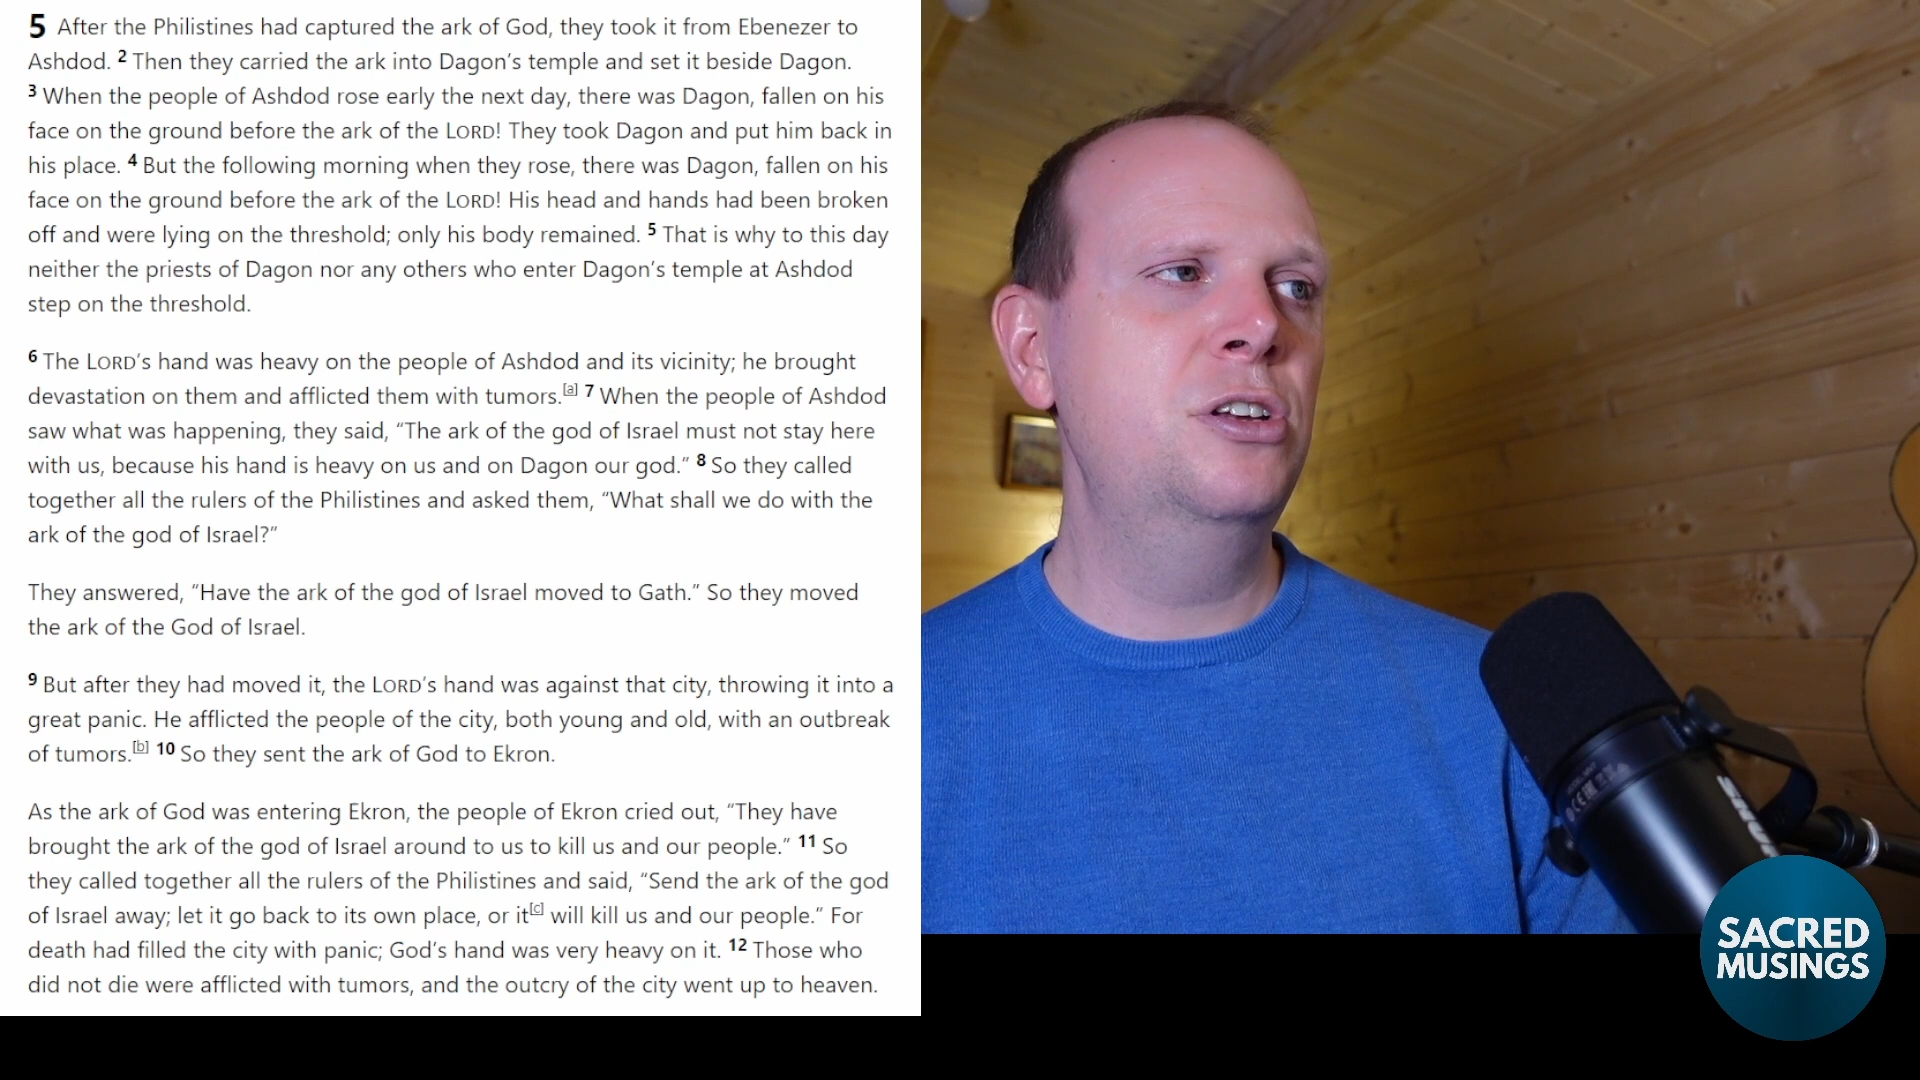 5 After the Philistines had captured the ark of God, they took it from Ebenezer to
Ashdod. 2 Then they carried the ark into Dagon’s temple and set it beside Dagon.
3 When the people of Ashdod rose early the next day, there was Dagon, fallen on his
face on the ground before the ark of the LORD! They took Dagon and put him back in
his place. 4 But the following morning when they rose, there was Dagon, fallen on his
face on the ground before the ark of the LORD! His head and hands had been broken
off and were lying on the threshold; only his body remained. 5 That is why to this day
neither the priests of Dagon nor any others who enter Dagon’s temple at Ashdod
step on the threshold.
6 The LORD’s hand was heavy on the people of Ashdod and its vicinity; he brought
devastation on them and afflicted them with tumors.[a] 7 When the people of Ashdod
saw what was happening, they said, “The ark of the god of Israel must not stay here
with us, because his hand is heavy on us and on Dagon our god.” 8 So they called
together all the rulers of the Philistines and asked them, “What shall we do with the
ark of the god of Israel?”
They answered, “Have the ark of the god of Israel moved to Gath.” So they moved
the ark of the God of Israel.
9 But after they had moved it, the LORD’s hand was against that city, throwing it into a
great panic. He afflicted the people of the city, both young and old, with an outbreak
of tumors.[b] 10 So they sent the ark of God to Ekron.
As the ark of God was entering Ekron, the people of Ekron cried out, “They have
brought the ark of the god of Israel around to us to kill us and our people.” 11 So
they called together all the rulers of the Philistines and said, “Send the ark of the god
of Israel away; let it go back to its own place, or it[c] will kill us and our people.” For
death had filled the city with panic; God’s hand was very heavy on it. 12 Those who
did not die were afflicted with tumors, and the outcry of the city went up to heaven.
SACRED
MUSINGS